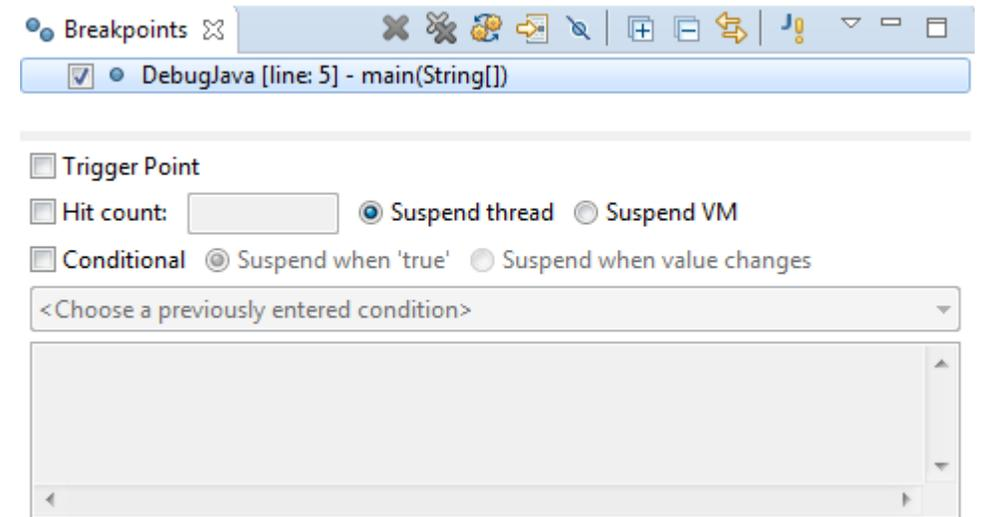 Breakpoints
DebugJava [line: 5] - main(String[])
Trigger Point
Hit count: Suspend thread Suspend VM
Conditional Suspend when 'true' Suspend when value changes
<Choose a previously entered condition>